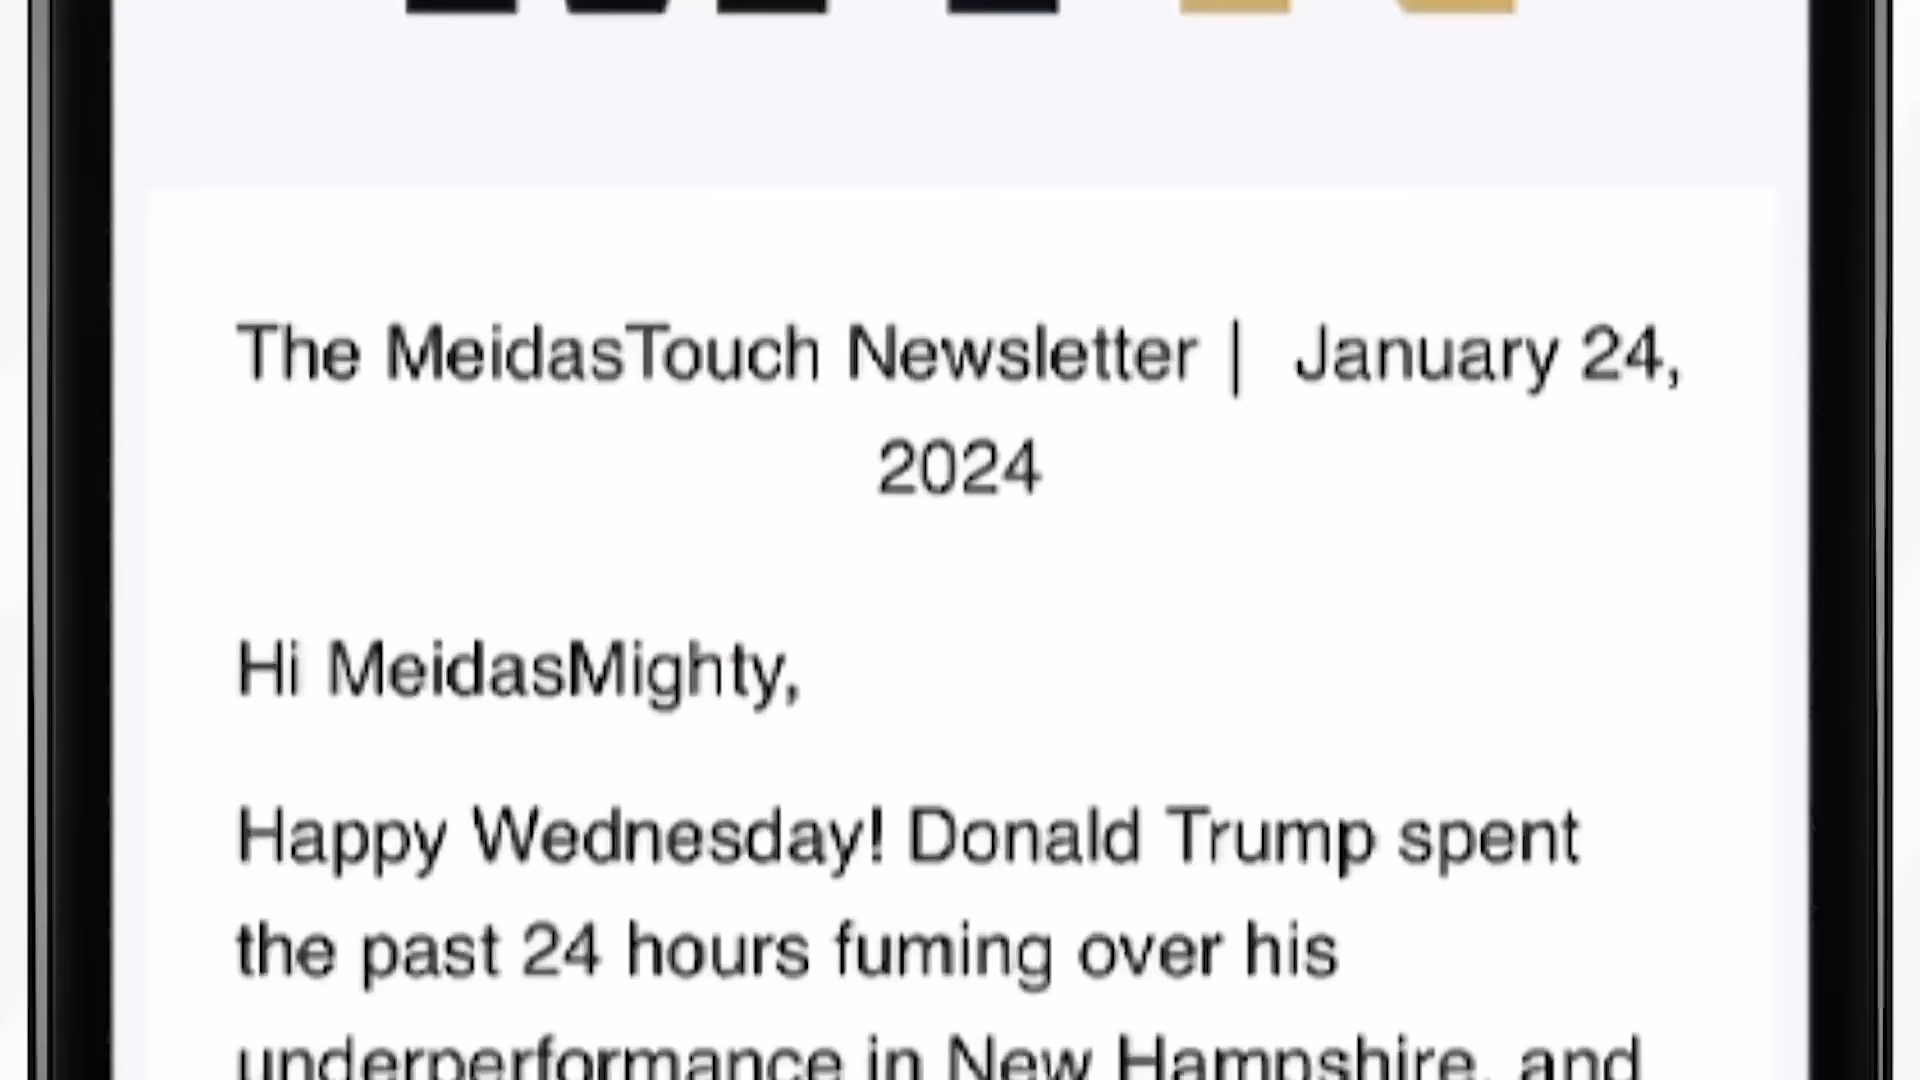 The MeidasTouch Newsletter | January 24,
2024
Hi MeidasMighty,
Happy Wednesday! Donald Trump spent
the past 24 hours fuming over his
underperformance in New Hampshire, and